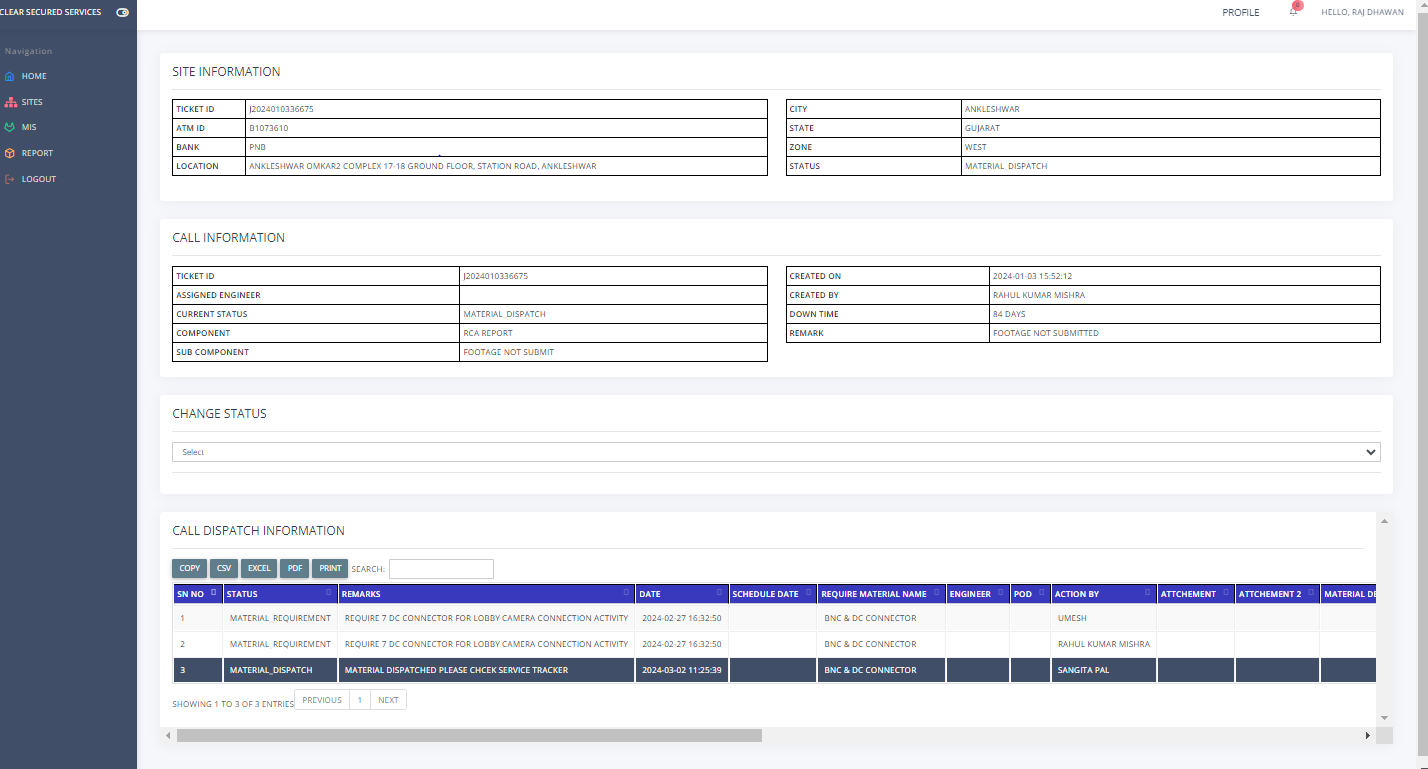 CLEAR SECURED SERVICES
PROFILE
HELLO, RAJ DHAWAN
Navigation
HOME
SITES
MIS
REPORT
LOGOUT
SITE INFORMATION
TICKET ID J2024010336675
ATM ID B1073610
BANK PNB
LOCATION ANKLESHWAR OMKAR2 COMPLEX 17-18 GROUND FLOOR, STATION ROAD, ANKLESHWAR
CITY ANKLESHWAR
STATE GUJARAT
ZONE WEST
STATUS MATERIAL_DISPATCH
CALL INFORMATION
TICKET ID J2024010336675
ASSIGNED ENGINEER
CURRENT STATUS MATERIAL_DISPATCH
COMPONENT RCA REPORT
SUB COMPONENT FOOTAGE NOT SUBMIT
CREATED ON 2024-01-03 15:52:12
CREATED BY RAHUL KUMAR MISHRA
DOWN TIME 84 DAYS
REMARK FOOTAGE NOT SUBMITTED
CHANGE STATUS
Select
CALL DISPATCH INFORMATION
COPY CSV EXCEL PDF PRINT SEARCH:
SN NO STATUS REMARKS DATE SCHEDULE DATE REQUIRE MATERIAL NAME ENGINEER POD ACTION BY ATTCHEMENT ATTCHEMENT 2 MATERIAL DE
1 MATERIAL_REQUIREMENT REQUIRE 7 DC CONNECTOR FOR LOBBY CAMERA CONNECTION ACTIVITY 2024-02-27 16:32:50 BNC & DC CONNECTOR UMESH
2 MATERIAL_REQUIREMENT REQUIRE 7 DC CONNECTOR FOR LOBBY CAMERA CONNECTION ACTIVITY 2024-02-27 16:32:50 BNC & DC CONNECTOR RAHUL KUMAR MISHRA
3 MATERIAL_DISPATCH MATERIAL DISPATCHED PLEASE CHCEK SERVICE TRACKER 2024-03-02 11:25:39 BNC & DC CONNECTOR SANGITA PAL
SHOWING 1 TO 3 OF 3 ENTRIES PREVIOUS 1 NEXT